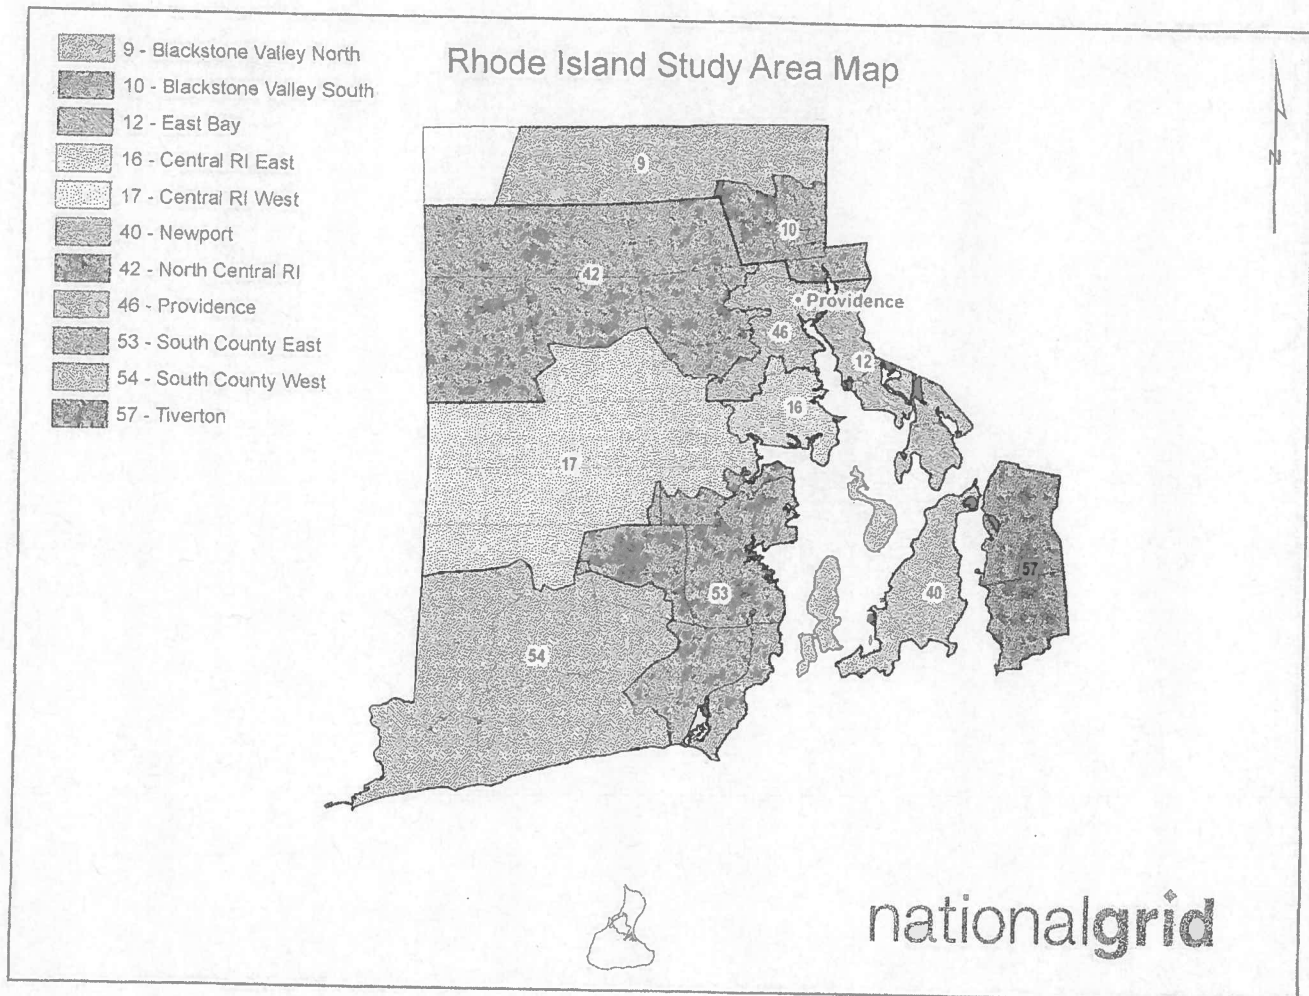 Rhode Island Study Area Map
9 - Blackstone Valley North
10 - Blackstone Valley South
12 - East Bay
16 - Central RI East
17 - Central RI West
40 - Newport
42 - North Central RI
46 - Providence
53 - South County East
54 - South County West
57 - Tiverton
N
9
10
42
Providence
46
12
16
17
57
53
40
54
nationalgrid